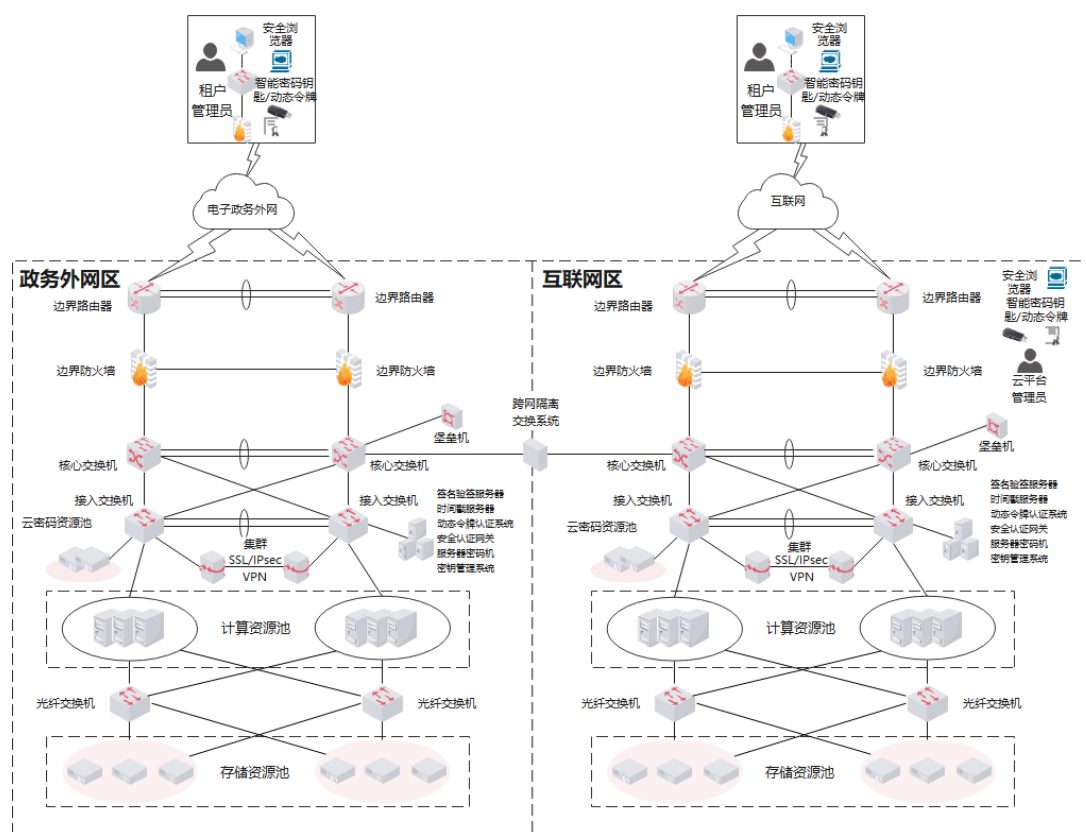 安全浏
览器
租户
管理员
智能密码钥
匙/动态令牌
安全浏
览器
租户
管理员
智能密码钥
匙/动态令牌
电子政务外网
互联网
政务外网区
边界路由器
边界路由器
边界防火墙
边界防火墙
堡垒机
核心交换机
核心交换机
接入交换机
接入交换机
云密码资源池
签名验签服务器
时间戳服务器
动态令牌认证系统
安全认证网关
服务器密码机
密钥管理系统
集群
SSL/IPsec
VPN
计算资源池
光纤交换机
光纤交换机
存储资源池
跨网隔离
交换系统
互联网区
安全浏
览器
智能密码钥
匙/动态令牌
云平台
管理员
边界路由器
边界路由器
边界防火墙
边界防火墙
堡垒机
核心交换机
核心交换机
接入交换机
接入交换机
云密码资源池
签名验签服务器
时间戳服务器
动态令牌认证系统
安全认证网关
服务器密码机
密钥管理系统
集群
SSL/IPsec
VPN
计算资源池
光纤交换机
光纤交换机
存储资源池